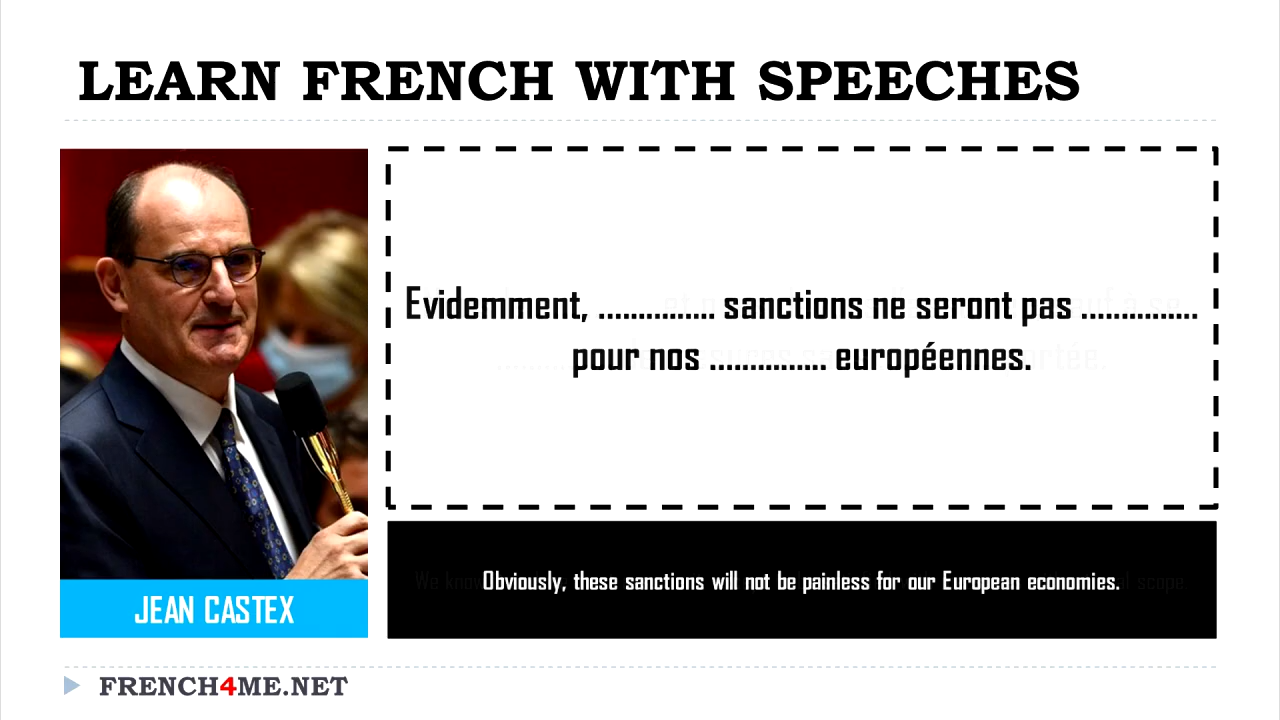 LEARN FRENCH WITH SPEECHES
Evidemment, ............... sanctions ne seront pas ...............
pour nos ............... européennes.
Obviously, these sanctions will not be painless for our European economies.
JEAN CASTEX
FRENCH4ME.NET